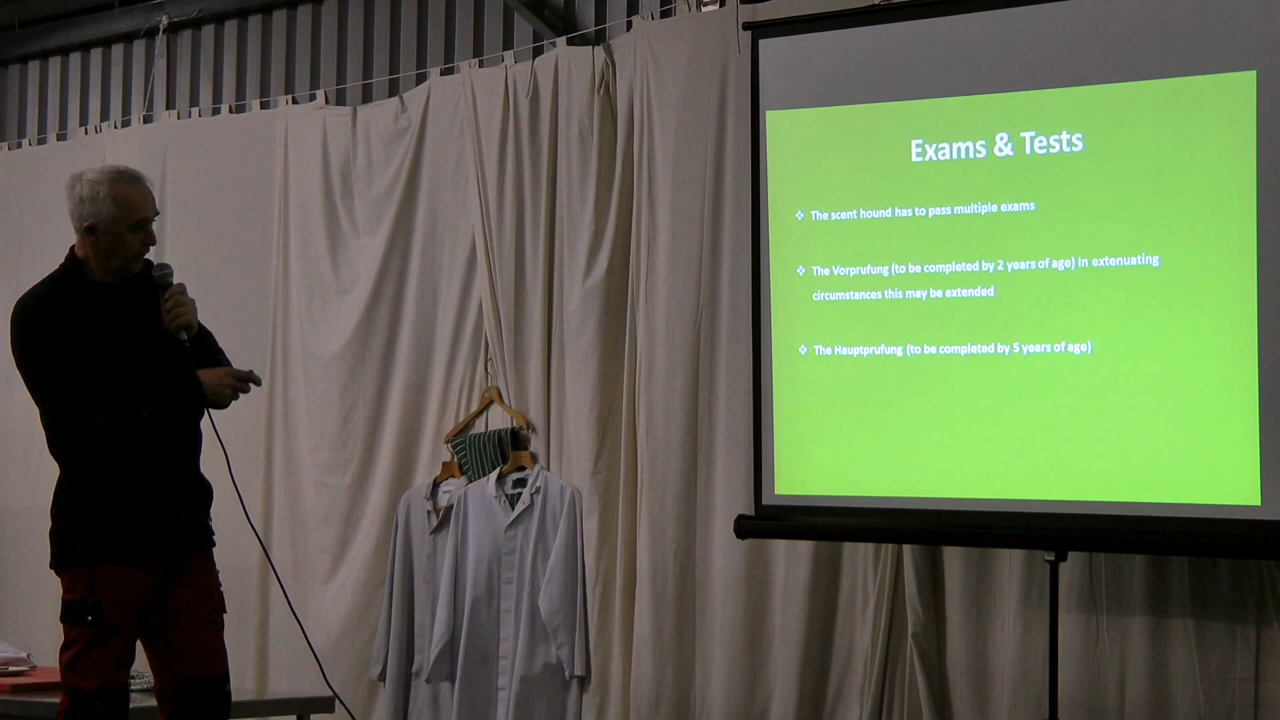 Exams & Tests
❖ The scent hound has to pass multiple exams
❖ The Vorprufung (to be completed by 2 years of age) In extenuating
circumstances this may be extended
❖ The Hauptprufung (to be completed by 5 years of age)